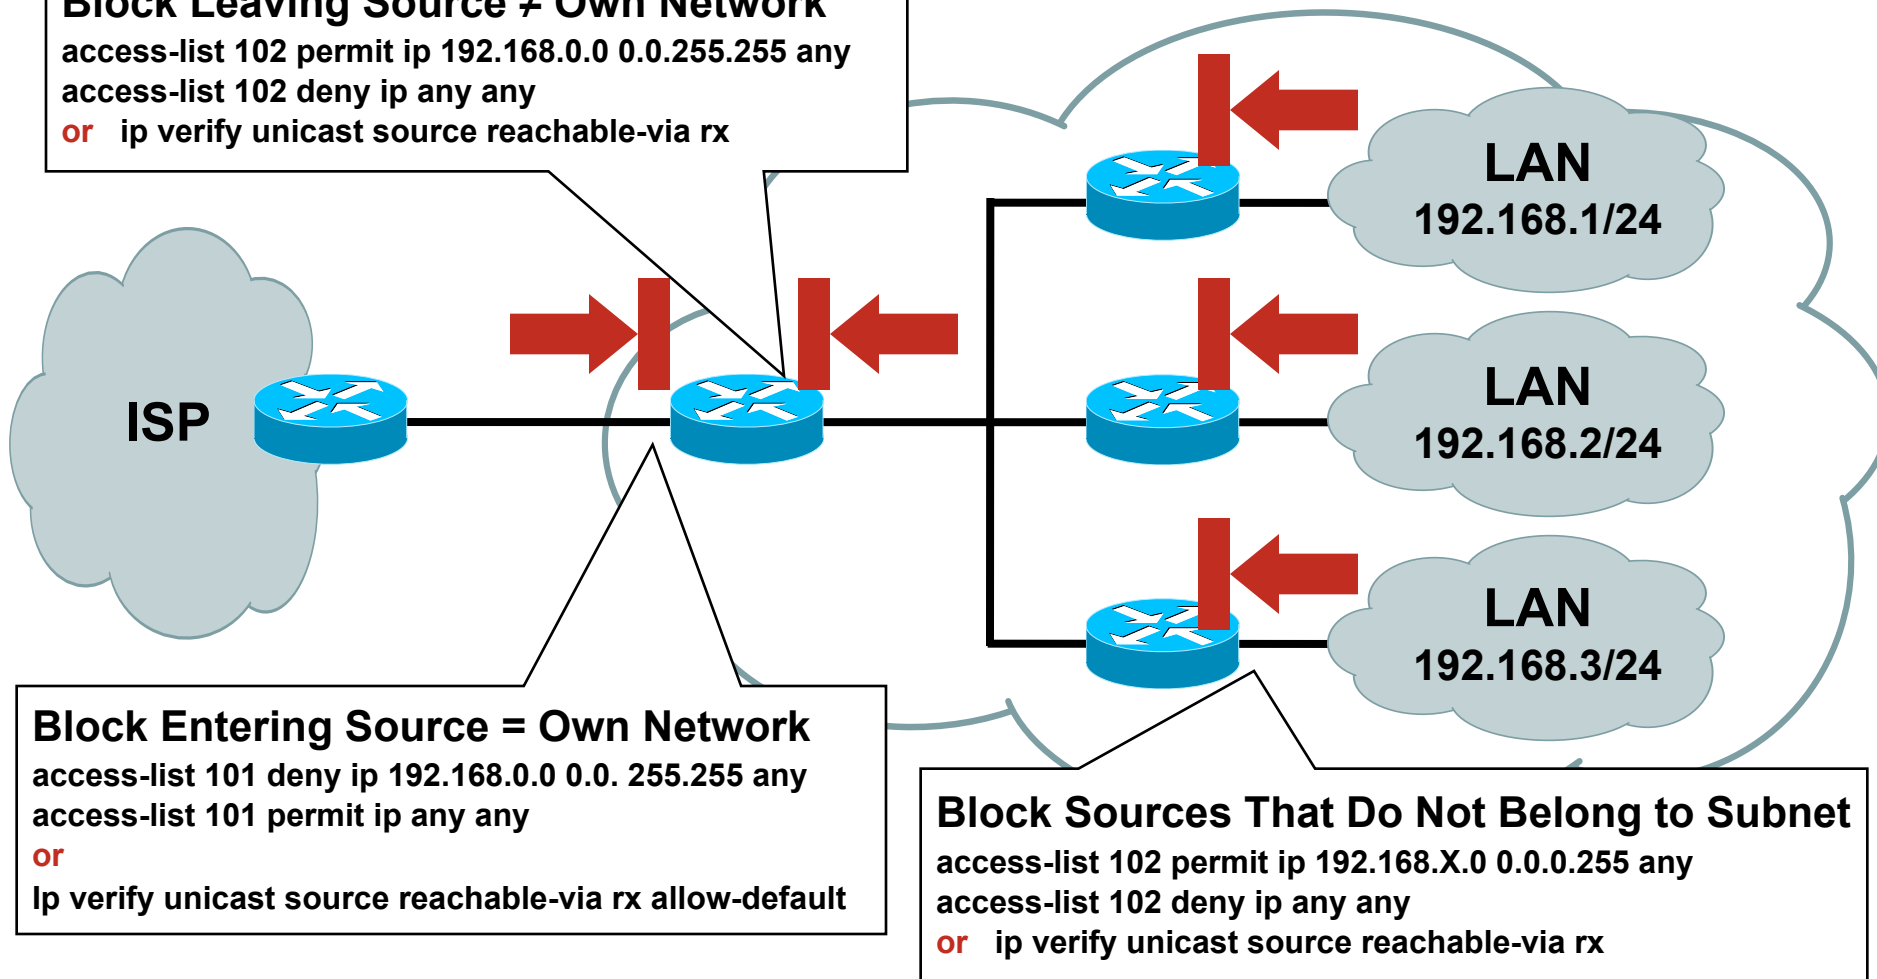 Block Leaving Source ≠ Own Network
access-list 102 permit ip 192.168.0.0 0.0.255.255 any
access-list 102 deny ip any any
or ip verify unicast source reachable-via rx
LAN
192.168.1/24
ISP
LAN
192.168.2/24
LAN
192.168.3/24
Block Entering Source = Own Network
access-list 101 deny ip 192.168.0.0 0.0. 255.255 any
access-list 101 permit ip any any
or
Ip verify unicast source reachable-via rx allow-default
Block Sources That Do Not Belong to Subnet
access-list 102 permit ip 192.168.X.0 0.0.0.255 any
access-list 102 deny ip any any
or ip verify unicast source reachable-via rx